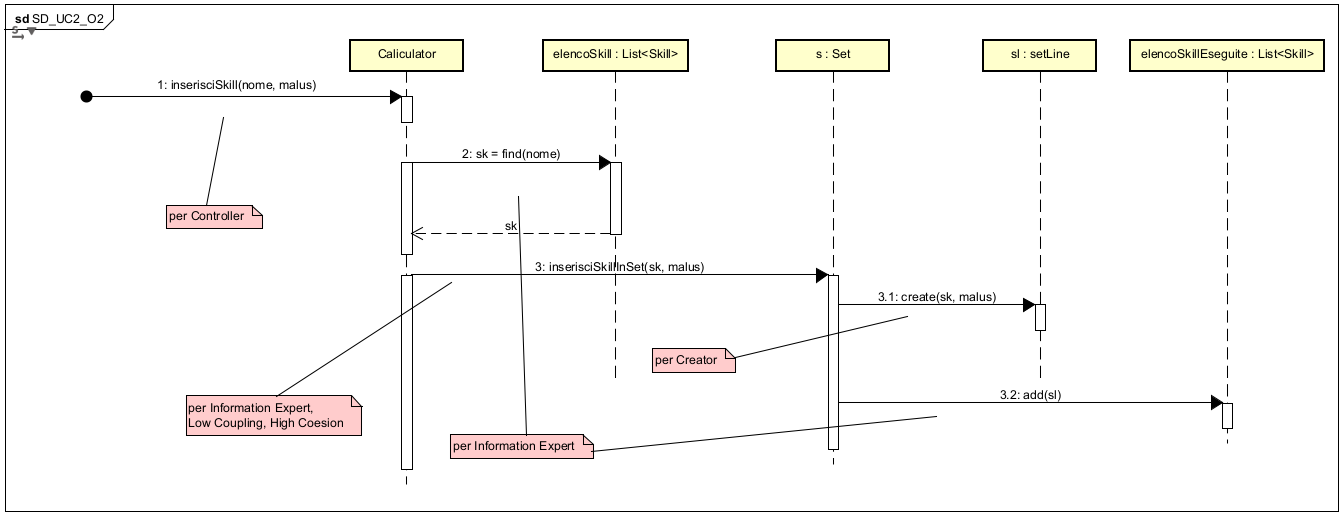 sd SD_UC2_O2
Caliculator
elencoSkill : List<Skill>
s : Set
sl : setLine
elencoSkillEseguite : List<Skill>
1: inserisciSkill(nome, malus)
2: sk = find(nome)
per Controller
sk
3: inserisciSkillInSet(sk, malus)
3.1: create(sk, malus)
per Creator
3.2: add(sl)
per Information Expert,
Low Coupling, High Coesion
per Information Expert